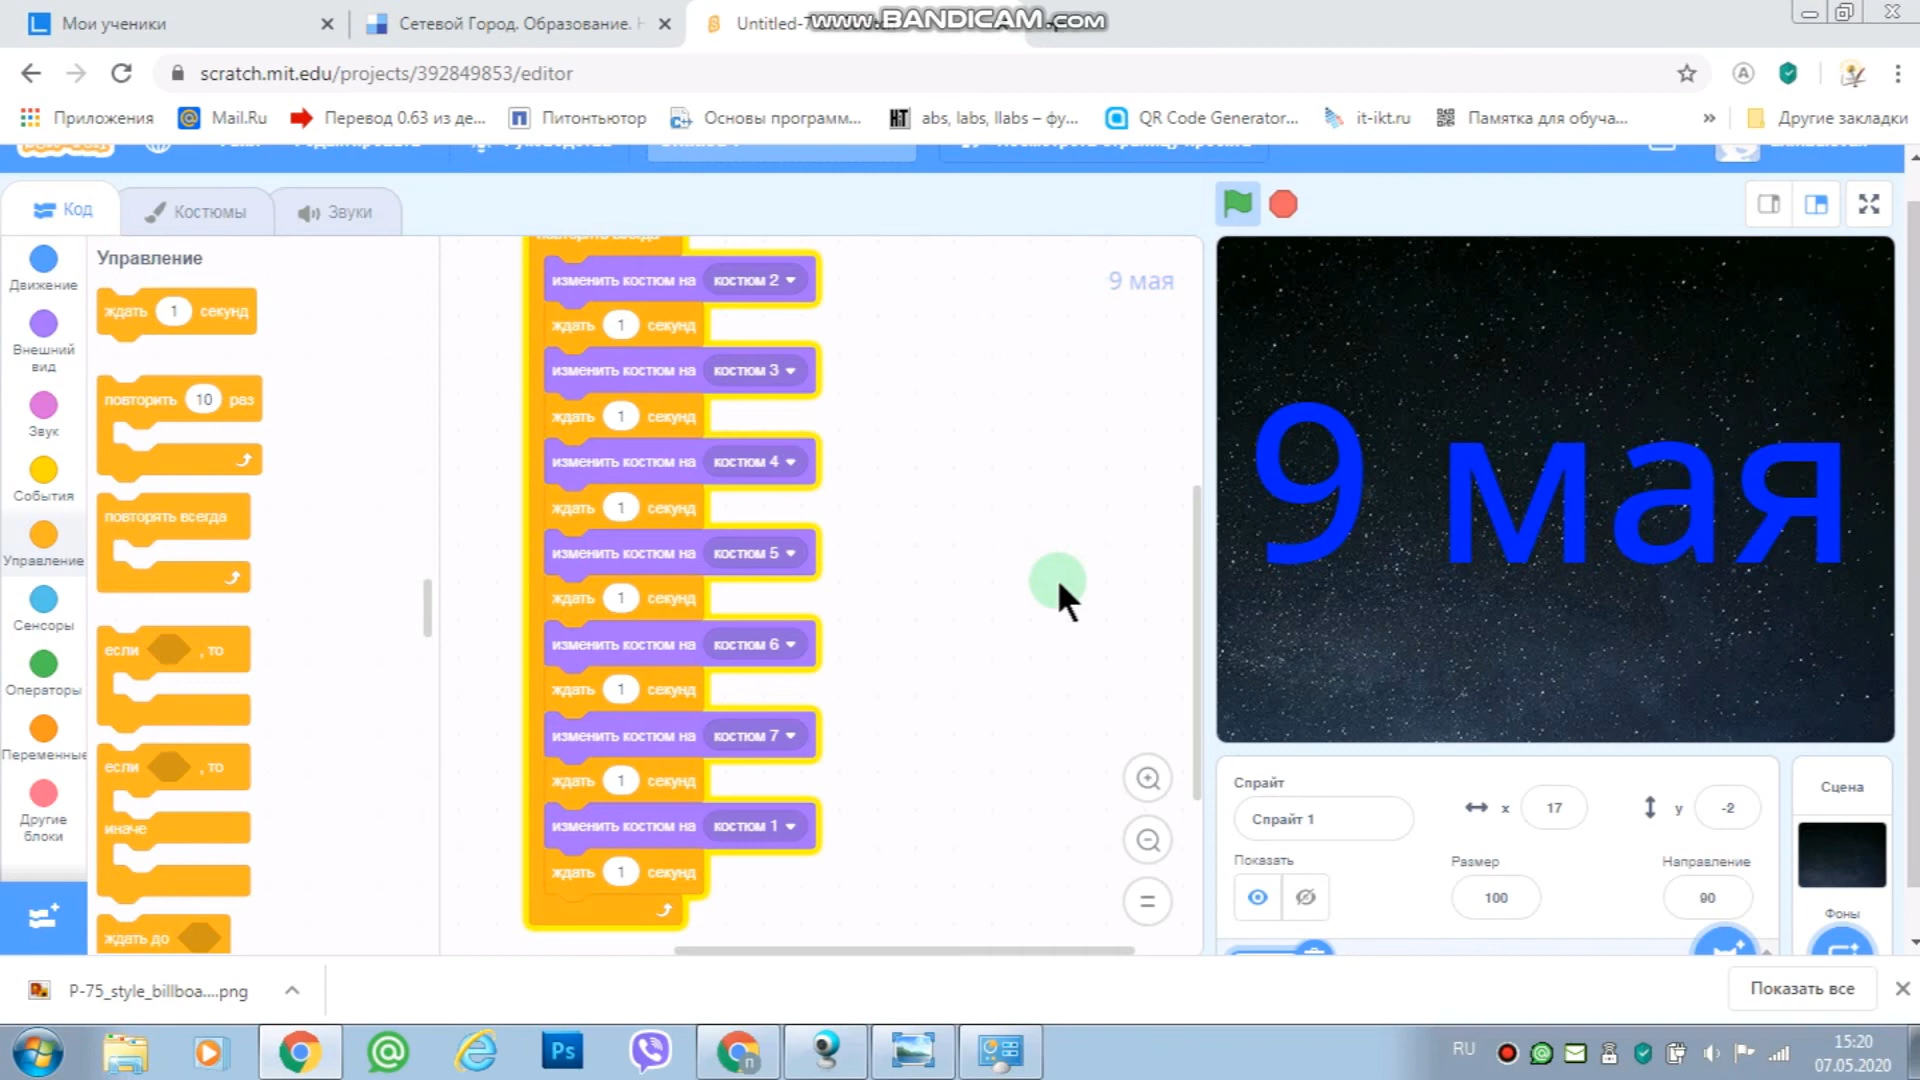 Мои ученики
Сетевой Город. Образование. Н
Untitled-7
www.BANDICAM.com
scratch.mit.edu/projects/392849853/editor
Приложения
Mail.Ru
Перевод 0.63 из де...
Питонтьютор
Основы программ...
abs, labs, llabs – фу...
QR Code Generator...
it-ikt.ru
Памятка для обуча...
»
Другие закладки
Код
Костюмы
Звуки
Движение
Внешний
вид
Звук
События
Управление
Сенсоры
Операторы
Переменные
Другие
блоки
Управление
ждать 1 секунд
повторить 10 раз
повторять всегда
если , то
если , то
иначе
ждать до
повторять всегда
изменить костюм на костюм 2
ждать 1 секунд
изменить костюм на костюм 3
ждать 1 секунд
изменить костюм на костюм 4
ждать 1 секунд
изменить костюм на костюм 5
ждать 1 секунд
изменить костюм на костюм 6
ждать 1 секунд
изменить костюм на костюм 7
ждать 1 секунд
изменить костюм на костюм 1
ждать 1 секунд
9 мая
9 мая
Спрайт
Спрайт 1
x 17
y -2
Показать
Размер
100
Направление
90
Сцена
Фоны
P-75_style_billboa....png
Показать все
Ps
RU
15:20
07.05.2020